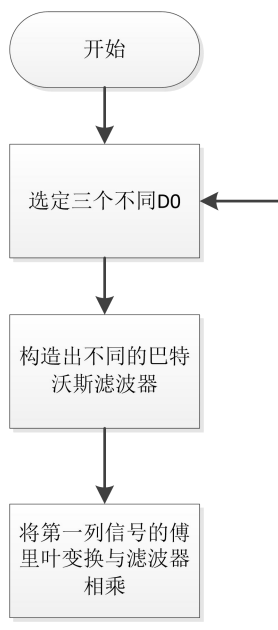 开始
选定三个不同D0
构造出不同的巴特
沃斯滤波器
将第一列信号的傅
里叶变换与滤波器
相乘